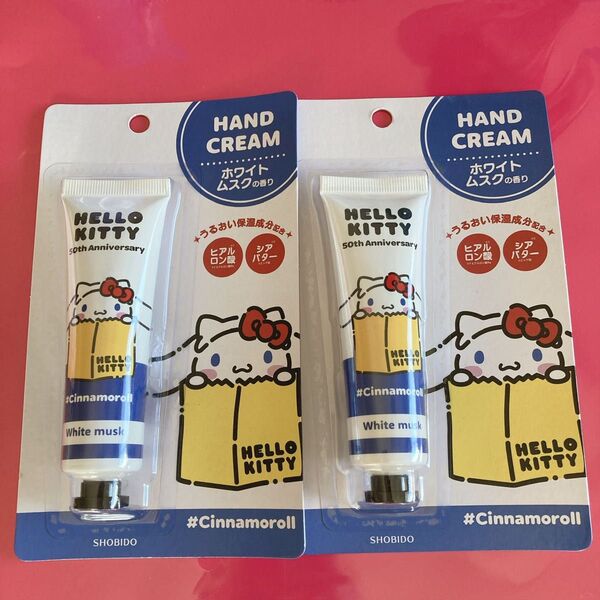 HAND
CREAM
ホワイト
ムスクの香り
うるおい保湿成分配合
ヒアル
ロン酸
シア
バター
HELLO
KITTY
50th Anniversary
HELLO
KITTY
#Cinnamoroll
White musk
HELLO
KITTY
#Cinnamoroll
SHOBIDO
HAND
CREAM
ホワイト
ムスクの香り
うるおい保湿成分配合
ヒアル
ロン酸
シア
バター
HELLO
KITTY
50th Anniversary
HELLO
KITTY
#Cinnamoroll
White musk
HELLO
KITTY
#Cinnamoroll
SHOBIDO